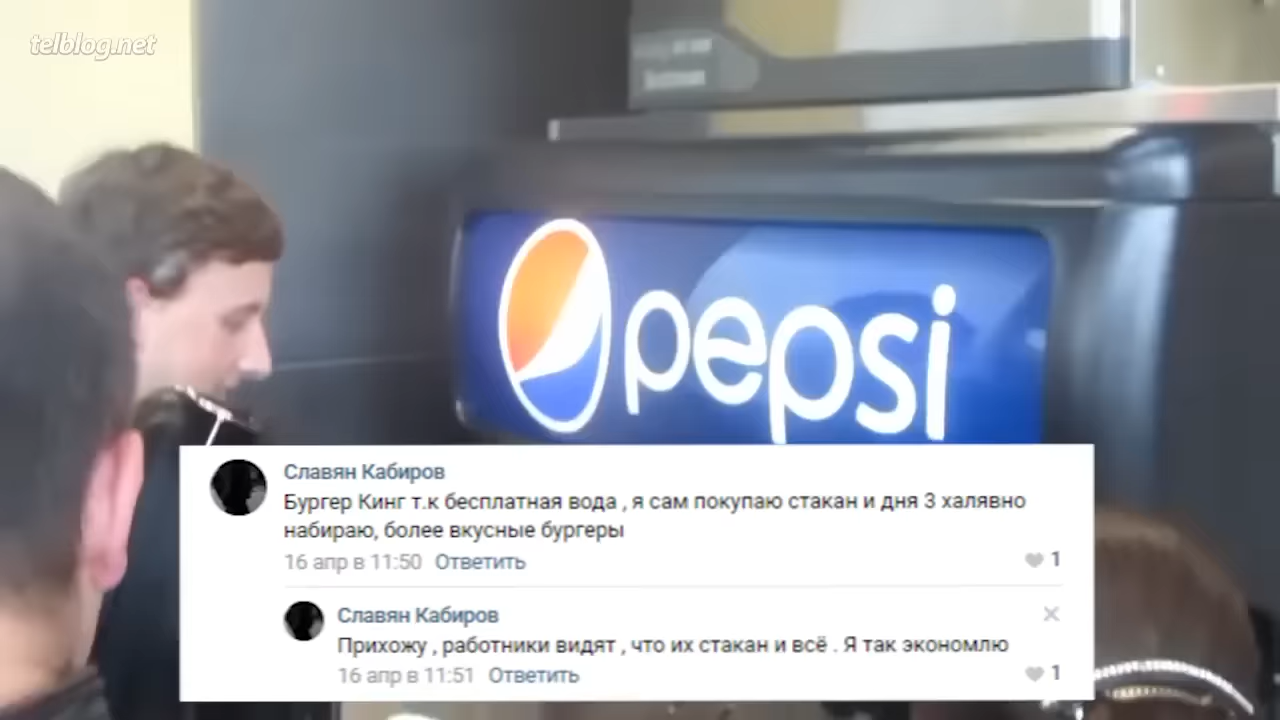 telblog.net
pepsi
Славян Кабиров
Бургер Кинг т.к бесплатная вода , я сам покупаю стакан и дня 3 халявно
набираю, более вкусные бургеры
16 апр в 11:50 Ответить
1
Славян Кабиров
Прихожу , работники видят , что их стакан и всё . Я так экономлю
16 апр в 11:51 Ответить
1